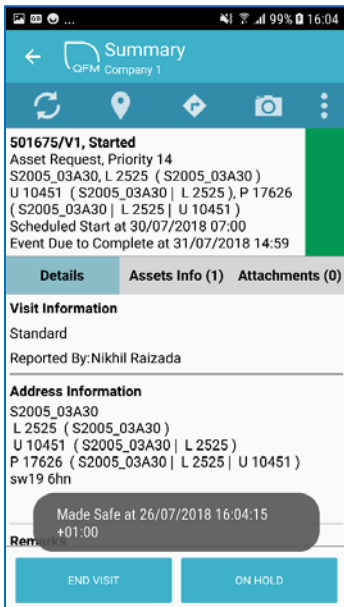 99% 16:04
Summary
QFM Company 1
501675/V1, Started
Asset Request, Priority 14
S2005_03A30, L 2525 ( S2005_03A30 )
U 10451 ( S2005_03A30 | L 2525 ), P 17626
( S2005_03A30 | L 2525 | U 10451 )
Scheduled Start at 30/07/2018 07:00
Event Due to Complete at 31/07/2018 14:59
Details Assets Info (1) Attachments (0)
Visit Information
Standard
Reported By:Nikhil Raizada
Address Information
S2005_03A30
L 2525 ( S2005_03A30 )
U 10451 ( S2005_03A30 | L 2525 )
P 17626 ( S2005_03A30 | L 2525 | U 10451 )
sw19 6hn
Made Safe at 26/07/2018 16:04:15
+01:00
END VISIT ON HOLD